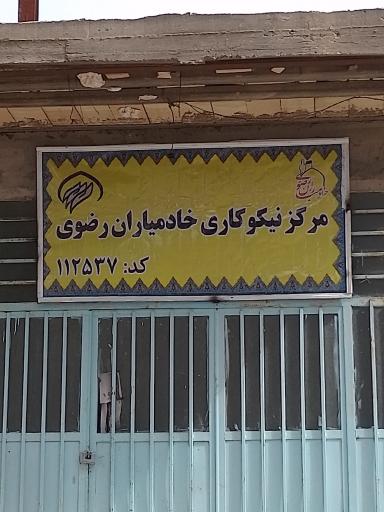 مرکز نیکوکاری خادمیاران رضوی
کد: ۱۱۲۵۳۷